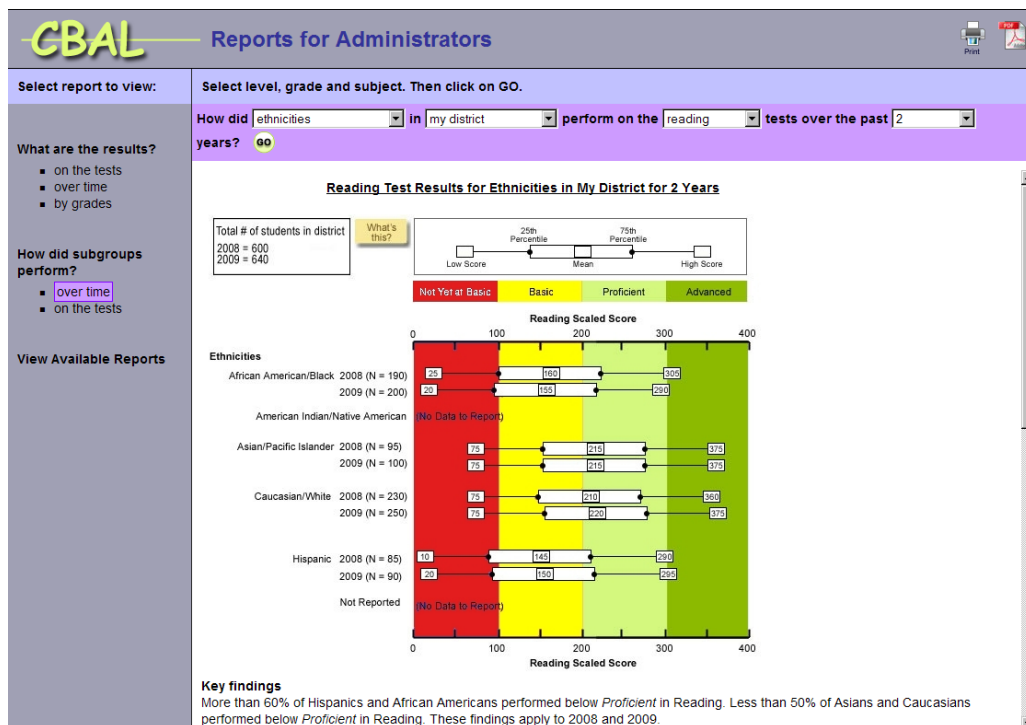 CBAL
Reports for Administrators
Print
PDF
Select report to view:
Select level, grade and subject. Then click on GO.
How did ethnicities in my district perform on the reading tests over the past 2
years? GO
What are the results?
on the tests
over time
by grades
How did subgroups
perform?
over time
on the tests
View Available Reports
Reading Test Results for Ethnicities in My District for 2 Years
Total # of students in district
2008 = 600
2009 = 640
What's
this?
25th
Percentile
75th
Percentile
Low Score Mean High Score
Not Yet at Basic Basic Proficient Advanced
Reading Scaled Score
0 100 200 300 400
Ethnicities
African American/Black 2008 (N = 190) 25 160 305
2009 (N = 200) 20 155 290
American Indian/Native American (No Data to Report)
Asian/Pacific Islander 2008 (N = 95) 75 215 375
2009 (N = 100) 75 215 375
Caucasian/White 2008 (N = 230) 75 210 360
2009 (N = 250) 75 220 375
Hispanic 2008 (N = 85) 10 145 290
2009 (N = 90) 20 150 295
Not Reported (No Data to Report)
0 100 200 300 400
Reading Scaled Score
Key findings
More than 60% of Hispanics and African Americans performed below Proficient in Reading. Less than 50% of Asians and Caucasians
performed below Proficient in Reading. These findings apply to 2008 and 2009.